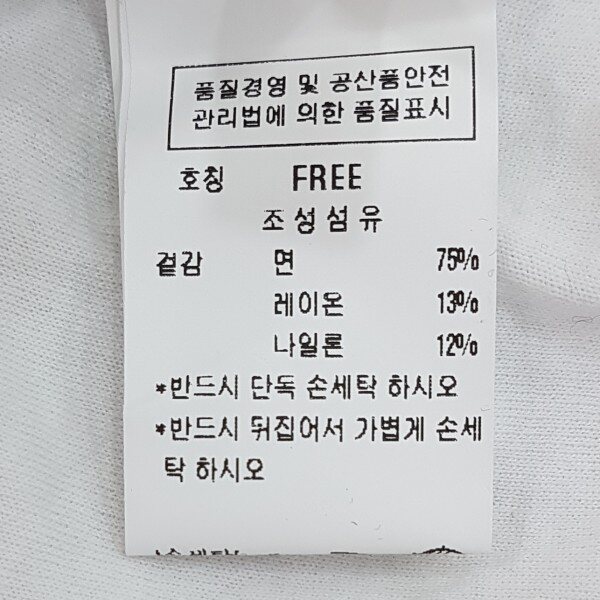 품질경영 및 공산품안전
관리법에 의한 품질표시
호칭 FREE
조성섬유
겉감 면 75%
레이온 13%
나일론 12%
*반드시 단독 손세탁 하시오
*반드시 뒤집어서 가볍게 손세
탁 하시오